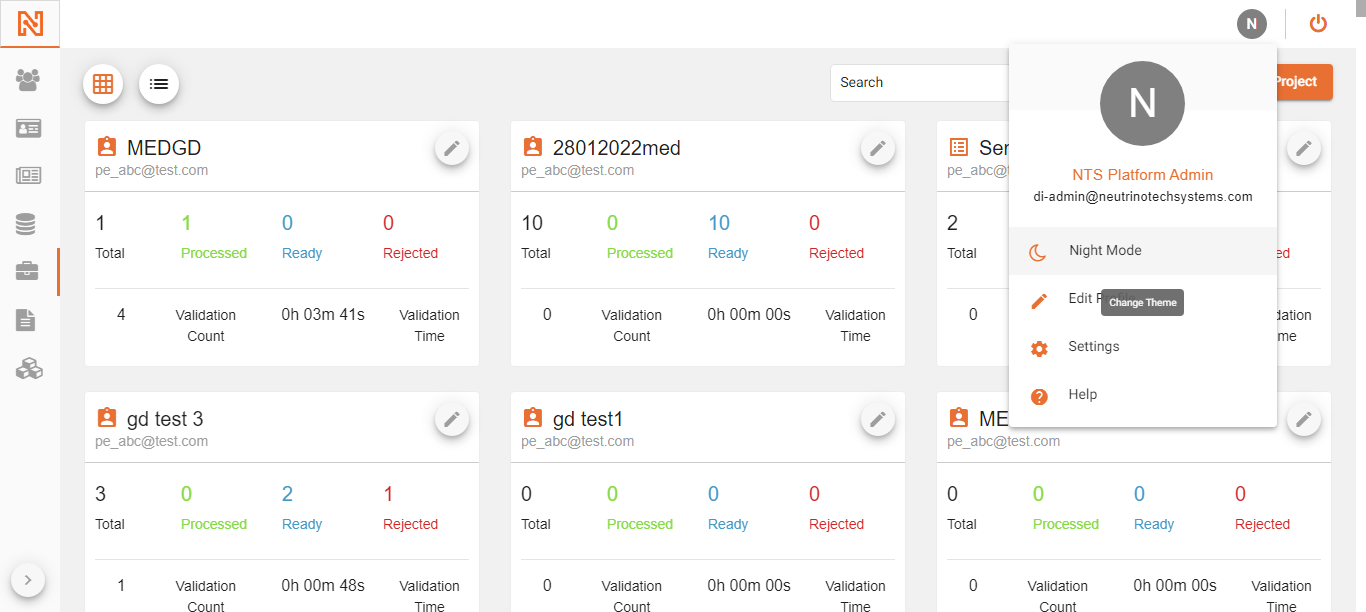 N
Search
Project
MEDGD
pe_abc@test.com
1 1 0 0
Total Processed Ready Rejected
4 Validation Count 0h 03m 41s Validation Time
28012022med
pe_abc@test.com
10 0 10 0
Total Processed Ready Rejected
0 Validation Count 0h 00m 00s Validation Time
Ser
pe_abc@t
2
Total ed
0 dation me
N
NTS Platform Admin
di-admin@neutrinotechsystems.com
Night Mode
Edit P
Change Theme
Settings
Help
gd test 3
pe_abc@test.com
3 0 2 1
Total Processed Ready Rejected
1 Validation Count 0h 00m 48s Validation Time
gd test1
pe_abc@test.com
0 0 0 0
Total Processed Ready Rejected
0 Validation Count 0h 00m 00s Validation Time
ME
pe_abc@test.com
0 0 0 0
Total Processed Ready Rejected
0 Validation Count 0h 00m 00s Validation Time